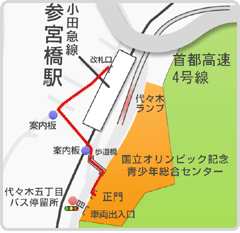 小田急線
参宮橋駅
改札口
首都高速
4号線
代々木
ランプ
案内板
案内板
歩道橋
国立オリンピック記念
青少年総合センター
代々木五丁目
バス停留所
正門
車両出入口